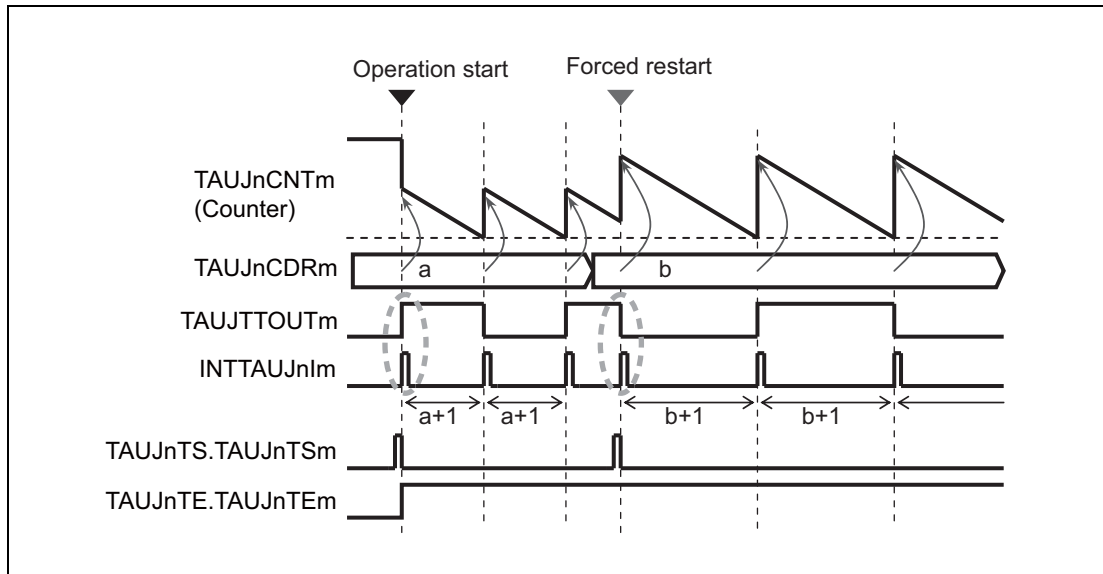 Operation start
Forced restart
TAUJnCNTm
(Counter)
TAUJnCDRm
a
b
TAUJTTOUTm
INTTAUJnIm
a+1
a+1
b+1
b+1
TAUJnTS.TAUJnTSm
TAUJnTE.TAUJnTEm